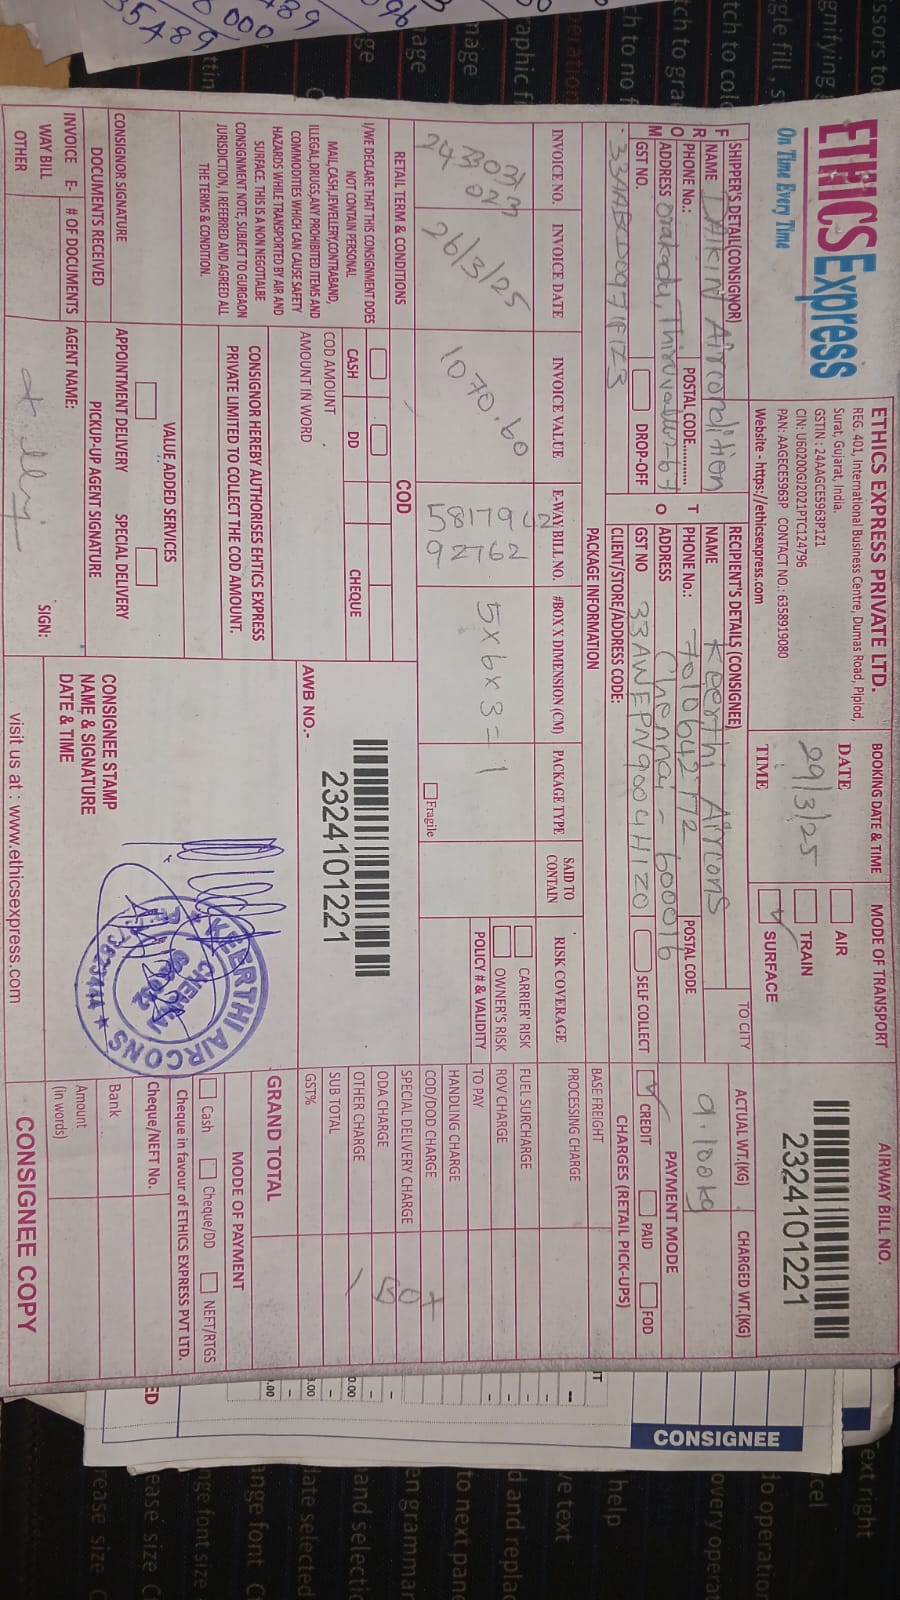 ETHICS Express
On Time Every Time
ETHICS EXPRESS PRIVATE LTD.
REG. 401, International Business Centre, Dumas Road, Piplod,
Surat, Gujarat, India.
GSTIN : 24AAGCE5963P1Z1
CIN: U60200GJ2021PTC124796
PAN: AAGECE5963P CONTACT NO.: 6358919080
Website - https://ethicsexpress.com
BOOKING DATE & TIME
DATE
29/3/25
TIME
MODE OF TRANSPORT
AIR
TRAIN
SURFACE
AIRWAY BILL NO.
2324101221
SHIPPER'S DETAIL(CONSIGNOR)
FROM
NAME DAIKIN Aircondition
PHONE No.: POSTAL CODE
ADDRESS Orakadu, Thiruvallur-67
GST NO. DROP-OFF
33AABCD0971F1Z3
TO
RECIPIENT'S DETAILS (CONSIGNEE)
NAME Keerthi Aircons
PHONE No.: 7010642772 POSTAL CODE
ADDRESS Chennai - 600016
GST NO 33AWEPN9004H1ZO SELF COLLECT
CLIENT/STORE/ADDRESS CODE:
TO CITY
ACTUAL WT.(KG) CHARGED WT.(KG)
9.100kg
PAYMENT MODE
CREDIT PAID FOD
PACKAGE INFORMATION
CHARGES (RETAIL PICK-UPS)
INVOICE NO. INVOICE DATE INVOICE VALUE E-WAY BILL NO. #BOX X DIMENSION (CM) PACKAGE TYPE SAID TO CONTAIN RISK COVERAGE
26/3/25 1070.60
92762
5x6x3=1
Fragile
CARRIER' RISK
OWNER'S RISK
POLICY # & VALIDITY
BASE FREIGHT
PROCESSING CHARGE
FUEL SURCHARGE
ROV CHARGE
TO PAY
HANDLING CHARGE
COD/DOD CHARGE
SPECIAL DELIVERY CHARGE
ODA CHARGE
OTHER CHARGE
SUB TOTAL
GST%
GRAND TOTAL
1 Box
RETAIL TERM & CONDITIONS
I/WE DECLARE THAT THIS CONSIGNMENT DOES
NOT CONTAIN PERSONAL
MAIL,CASH,JEWELLERY,CONTRABAND,
ILLEGAL,DRUGS,ANY PROHIBITED ITEMS AND
COMMODITIES WHICH CAN CAUSE SAFETY
HAZARDS WHILE TRANSPORTED BY AIR AND
SURFACE. THIS IS A NON NEGOTIALBE
CONSIGNMENT NOTE, SUBJECT TO GURGAON
JURISDICTION, I REFERRED AND AGREED ALL
THE TERMS & CONDITION.
COD
CASH DD CHEQUE
COD AMOUNT
AMOUNT IN WORD
CONSIGNOR HEREBY AUTHORISES EHTICS EXPRESS
PRIVATE LIMITED TO COLLECT THE COD AMOUNT.
AWB NO.-
2324101221
VALUE ADDED SERVICES
APPOINTMENT DELIVERY SPECIAL DELIVERY
CONSIGNOR SIGNATURE
DOCUMENTS RECEIVED
PICKUP-UP AGENT SIGNATURE
INVOICE E- # OF DOCUMENTS
WAY BILL
OTHER
AGENT NAME: SIGN:
CONSIGNEE STAMP
NAME & SIGNATURE
DATE & TIME
KEERTHI AIRCONS
MODE OF PAYMENT
Cash Cheque/DD NEFT/RTGS
Cheque in favour of ETHICS EXPRESS PVT LTD.
Cheque/NEFT No.
Bank
Amount
(in words)
visit us at : www.ethicsexpress.com
CONSIGNEE COPY
CONSIGNEE